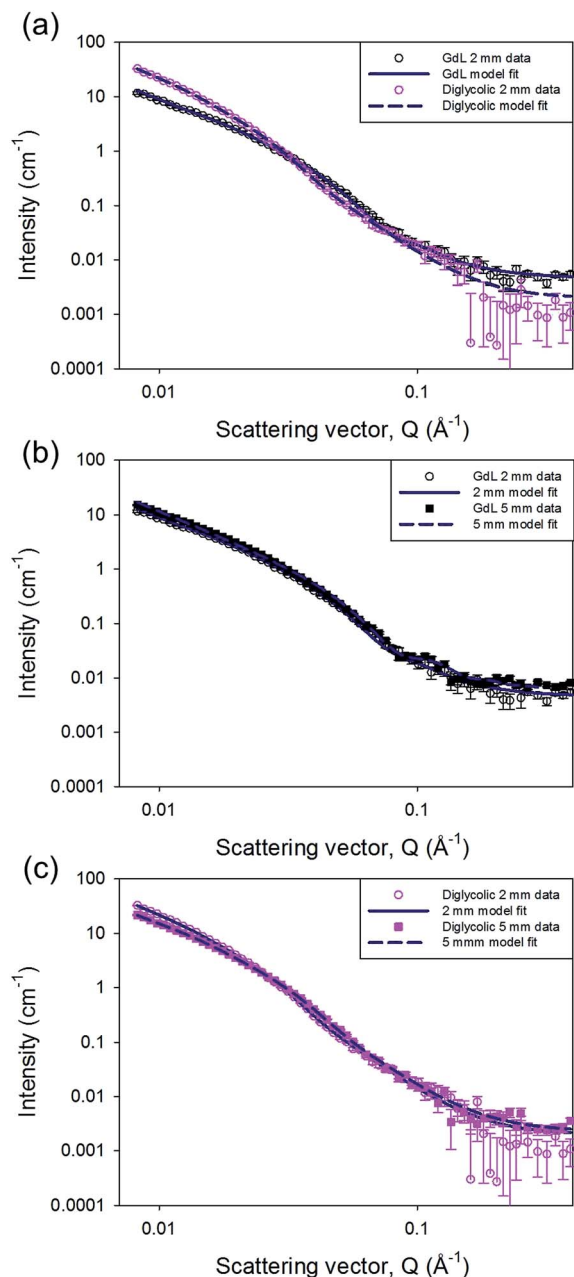 (a)
100
10
1
0.1
0.01
0.001
0.0001
Intensity (cm⁻¹)
GdL 2 mm data
GdL model fit
Diglycolic 2 mm data
Diglycolic model fit
0.01
0.1
Scattering vector, Q (Å⁻¹)
(b)
100
10
1
0.1
0.01
0.001
0.0001
Intensity (cm⁻¹)
GdL 2 mm data
2 mm model fit
GdL 5 mm data
5 mm model fit
0.01
0.1
Scattering vector, Q (Å⁻¹)
(c)
100
10
1
0.1
0.01
0.001
0.0001
Intensity (cm⁻¹)
Diglycolic 2 mm data
2 mm model fit
Diglycolic 5 mm data
5 mmm model fit
0.01
0.1
Scattering vector, Q (Å⁻¹)